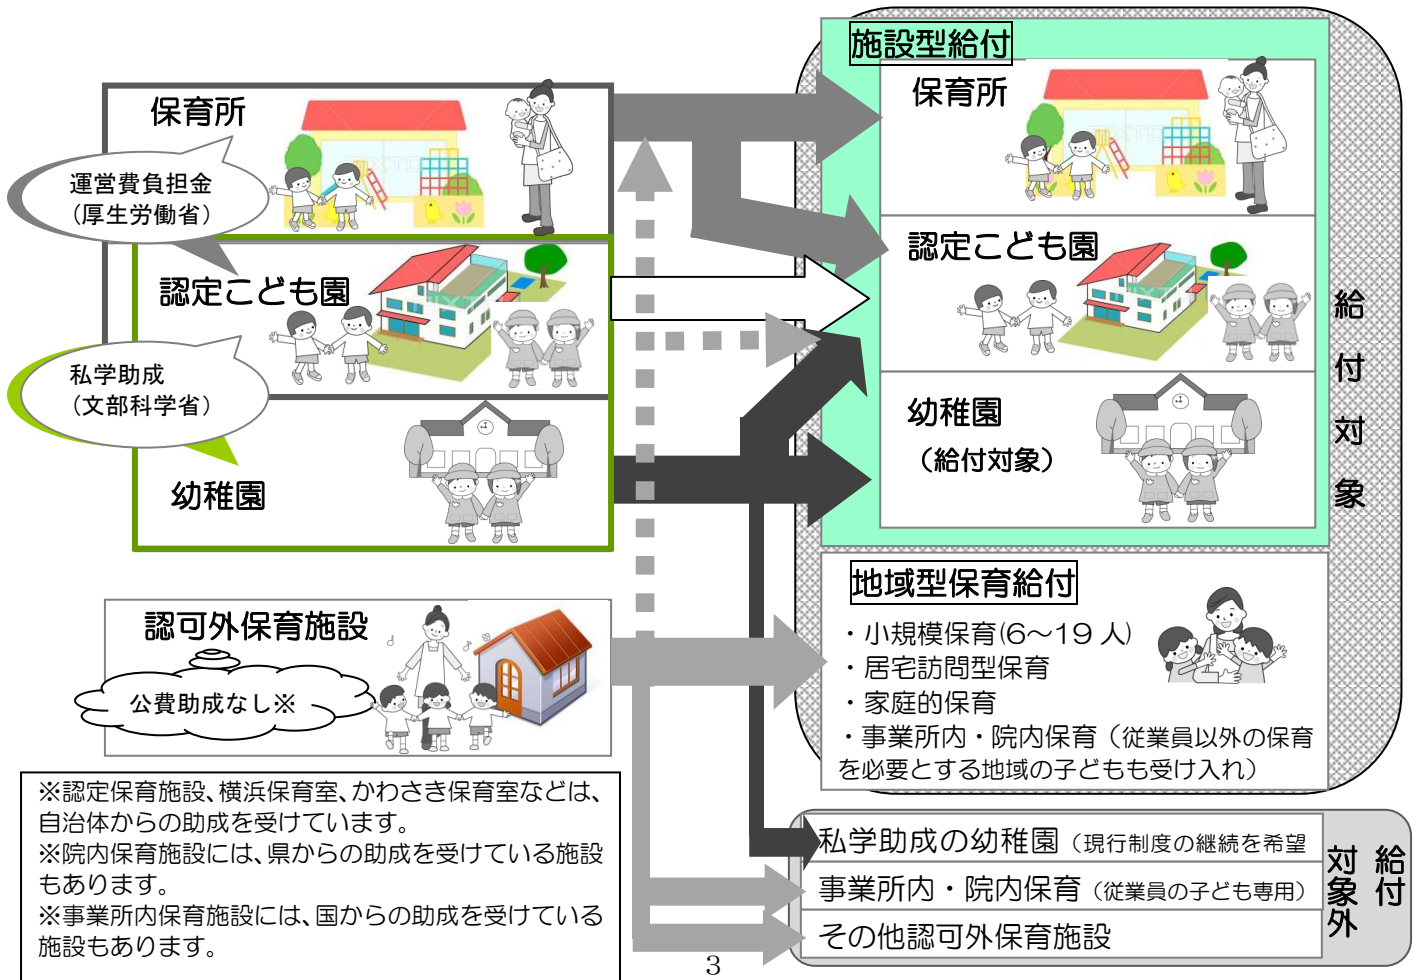 保育所
運営費負担金
（厚生労働省）
認定こども園
私学助成
（文部科学省）
幼稚園
認可外保育施設
公費助成なし※
※認定保育施設、横浜保育室、かわさき保育室などは、
自治体からの助成を受けています。
※院内保育施設には、県からの助成を受けている施設
もあります。
※事業所内保育施設には、国からの助成を受けている
施設もあります。
施設型給付
保育所
認定こども園
幼稚園
（給付対象）
給付対象
地域型保育給付
・小規模保育(6～19 人)
・居宅訪問型保育
・家庭的保育
・事業所内・院内保育（従業員以外の保育
を必要とする地域の子どもも受け入れ）
私学助成の幼稚園（現行制度の継続を希望
事業所内・院内保育（従業員の子ども専用）
その他認可外保育施設
給付
対象外
3